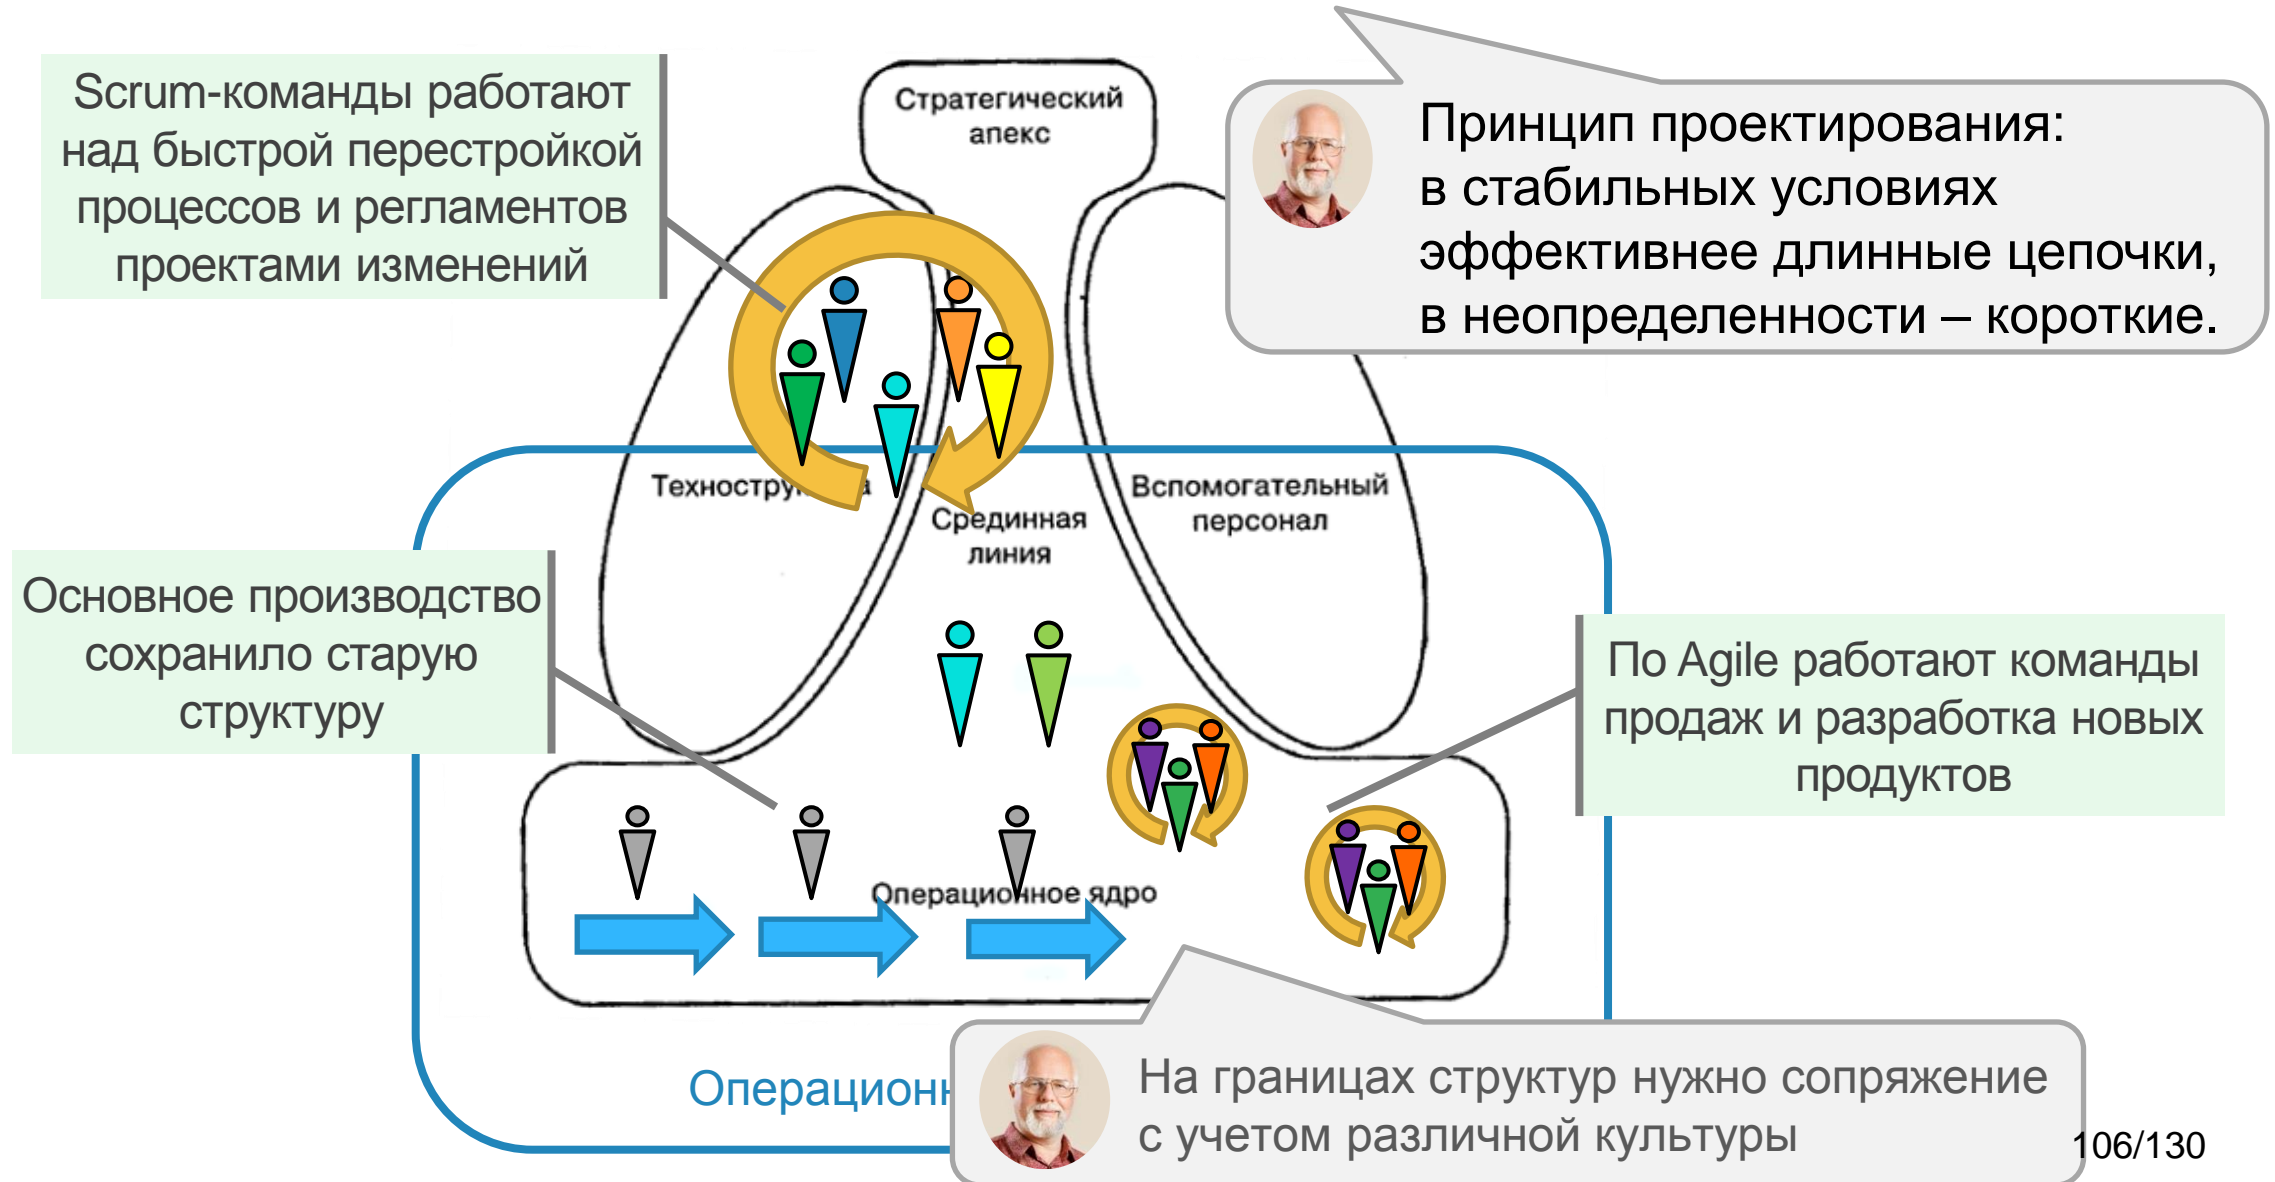 Scrum-команды работают
над быстрой перестройкой
процессов и регламентов
проектами изменений
Стратегический
апекс
Принцип проектирования:
в стабильных условиях
эффективнее длинные цепочки,
в неопределенности – короткие.
Вспомогательный
персонал
Срединная
линия
Основное производство
сохранило старую
структуру
По Agile работают команды
продаж и разработка новых
продуктов
Операционное ядро
На границах структур нужно сопряжение
с учетом различной культуры
106/130